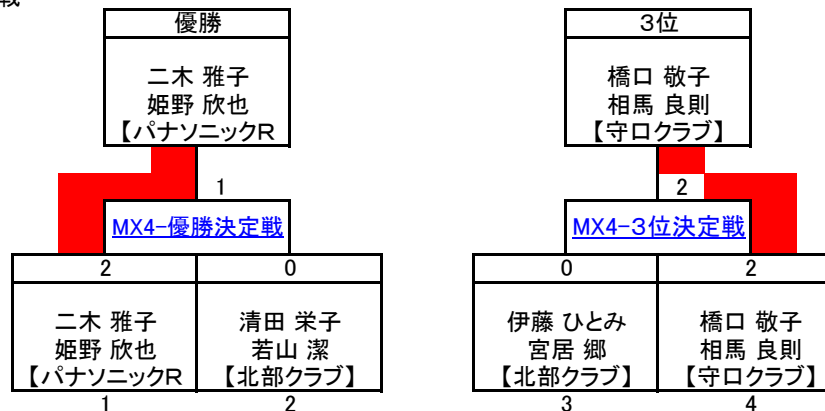 戦
優勝
二木 雅子
姫野 欣也
【パナソニックR
1
MX4-優勝決定戦
2
0
二木 雅子
姫野 欣也
【パナソニックR
清田 栄子
若山 潔
【北部クラブ】
1
2
3位
橋口 敬子
相馬 良則
【守口クラブ】
2
MX4-3位決定戦
0
2
伊藤 ひとみ
宮居 郷
【北部クラブ】
橋口 敬子
相馬 良則
【守口クラブ】
3
4